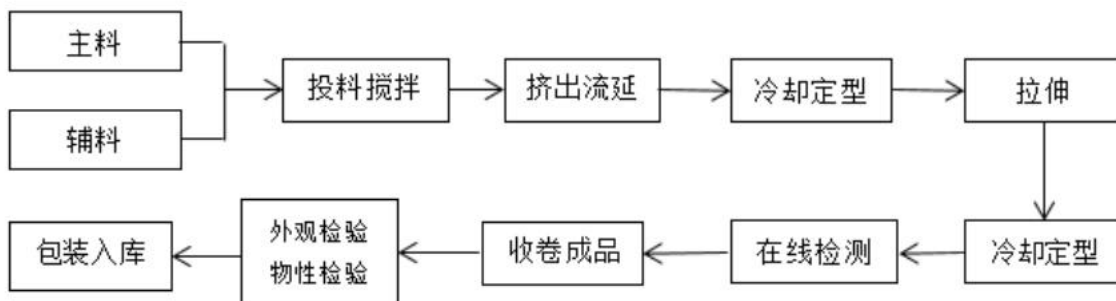 主料
辅料
投料搅拌
挤出流延
冷却定型
拉伸
冷却定型
在线检测
收卷成品
外观检验
物性检验
包装入库